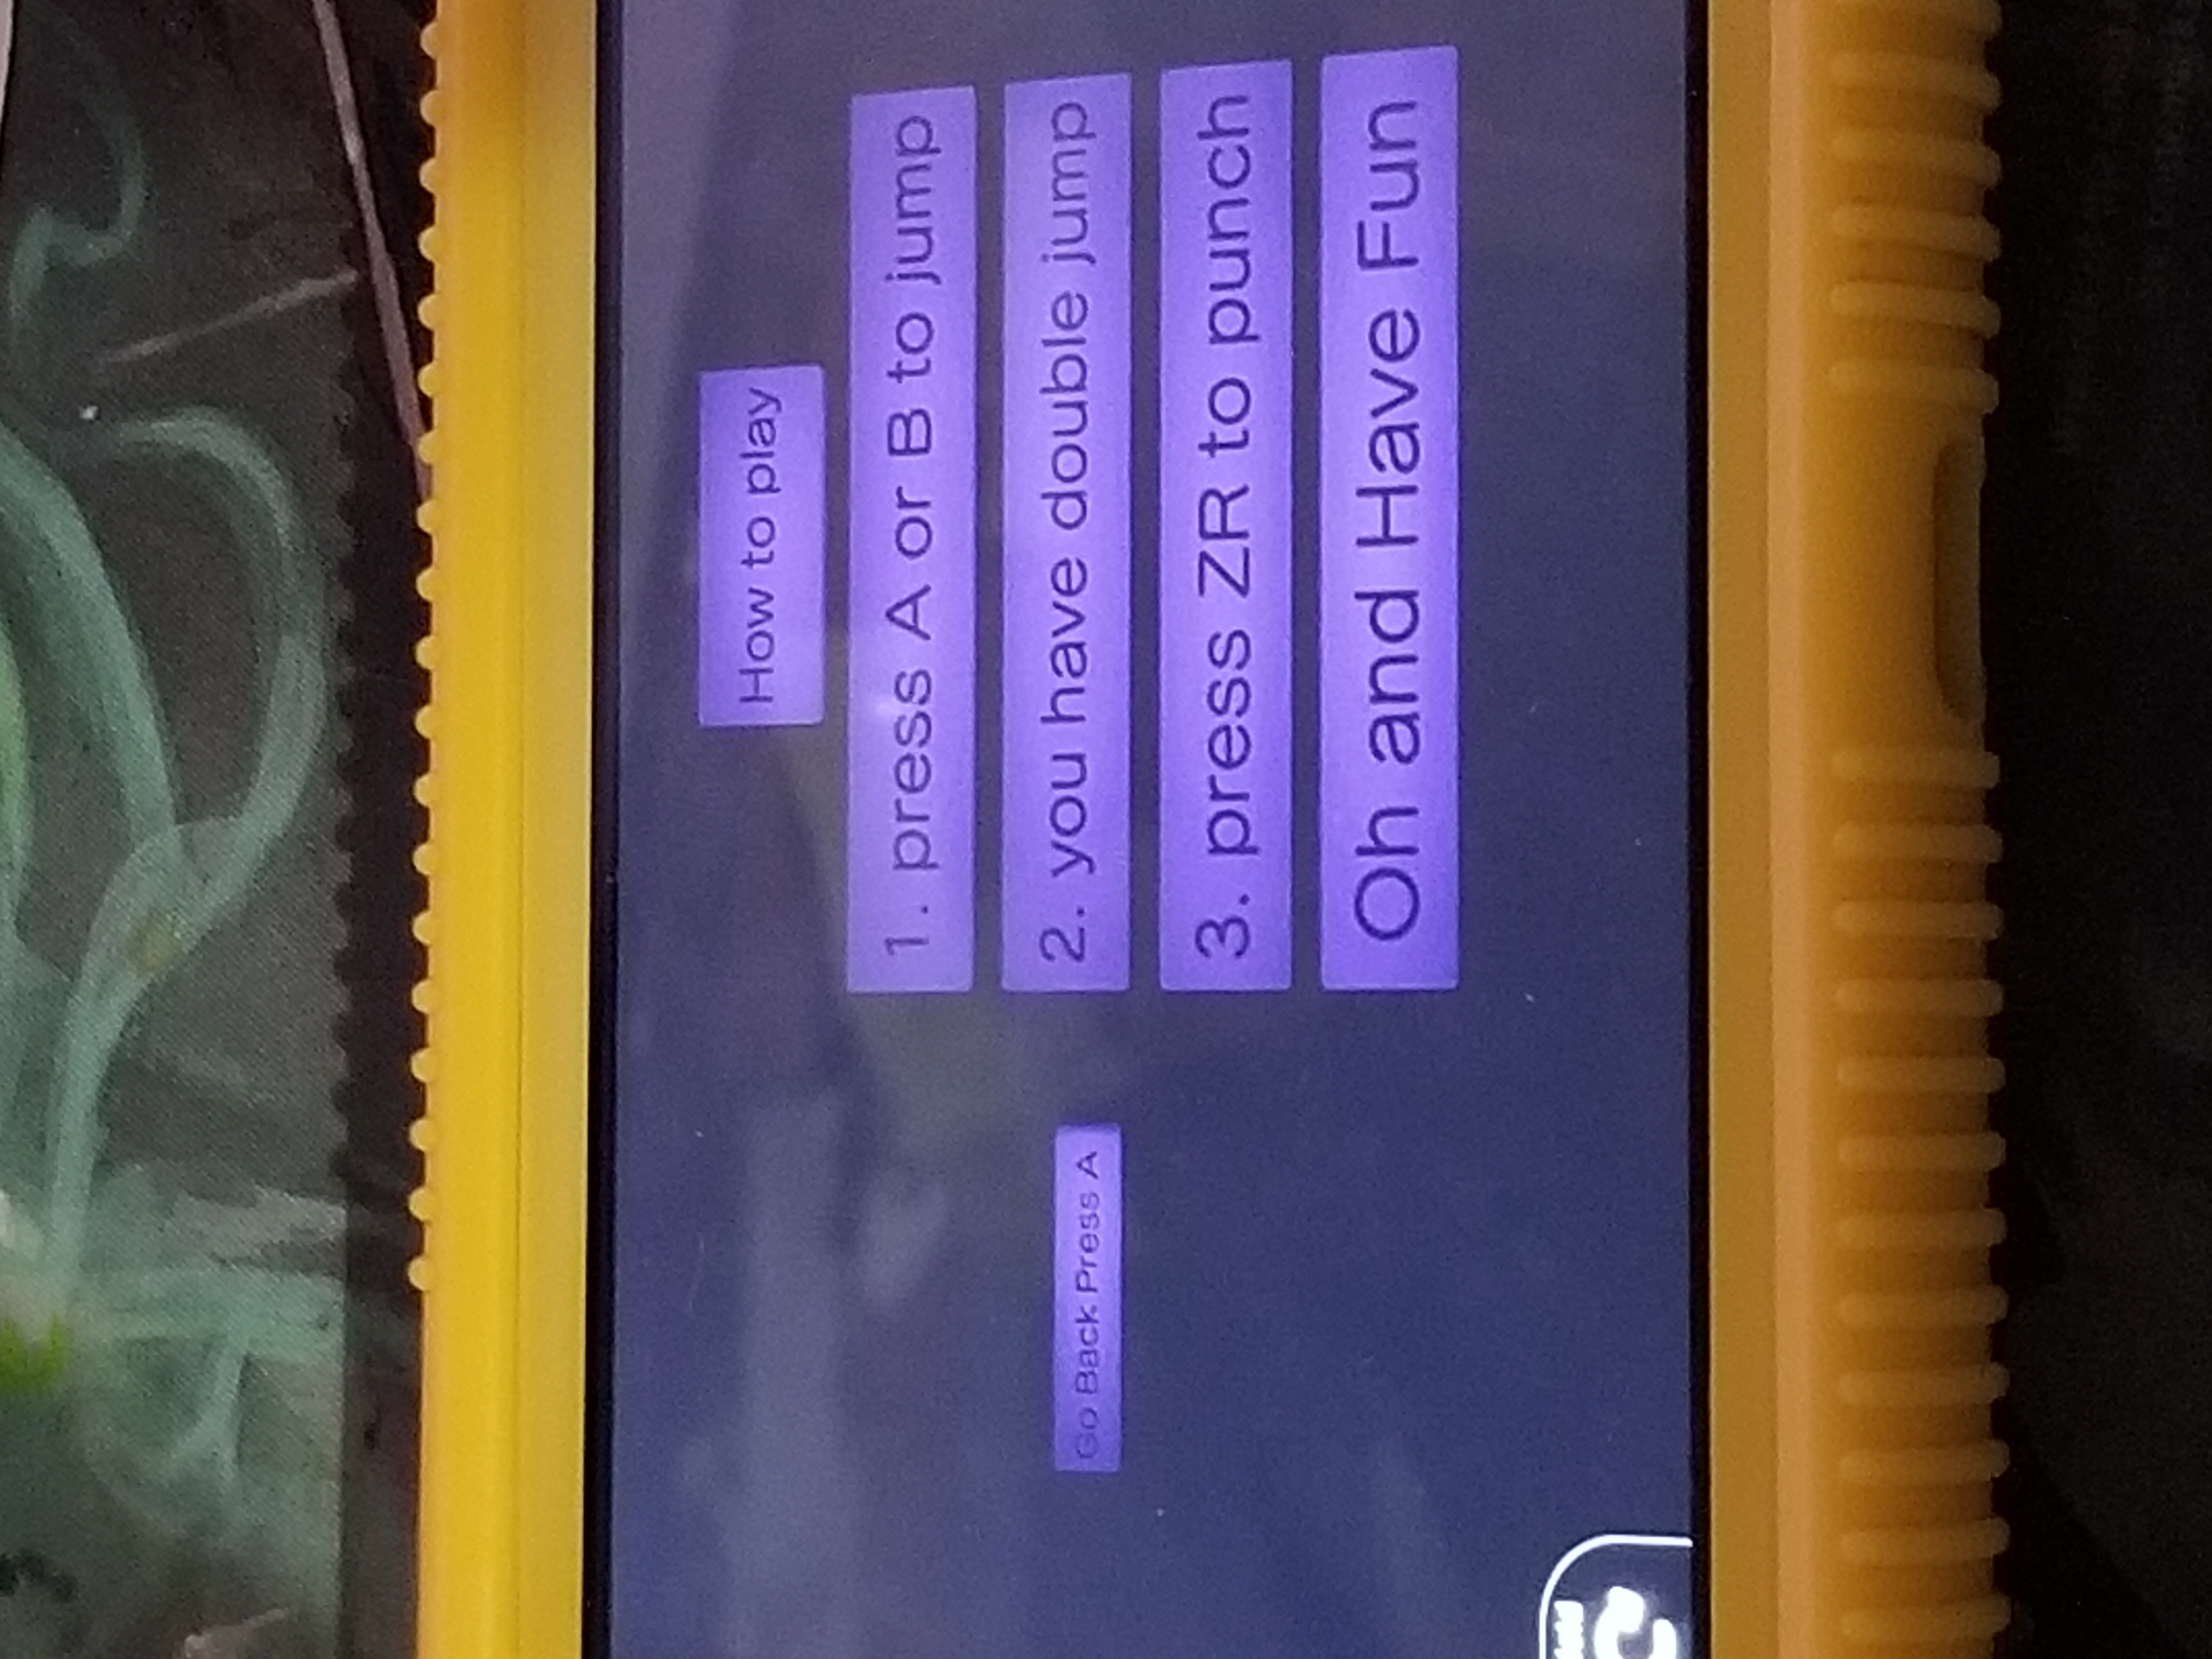 How to play
1. press A or B to jump
2. you have double jump
Go Back Press A
3. press ZR to punch
Oh and Have Fun